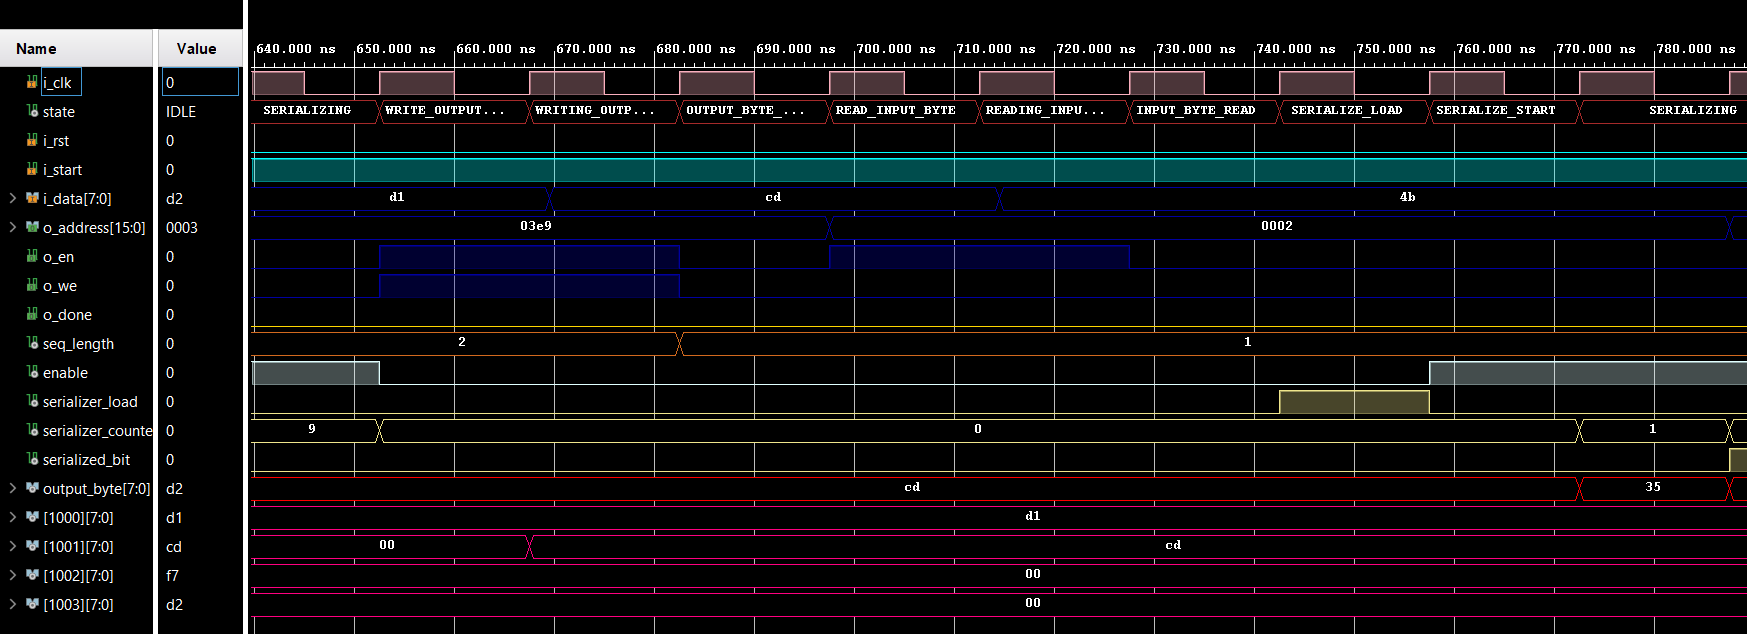 Name Value 640.000 ns 650.000 ns 660.000 ns 670.000 ns 680.000 ns 690.000 ns 700.000 ns 710.000 ns 720.000 ns 730.000 ns 740.000 ns 750.000 ns 760.000 ns 770.000 ns 780.000 ns
i_clk 0
state IDLE SERIALIZING WRITE_OUTPUT... WRITING_OUTP... OUTPUT_BYTE_... READ_INPUT_BYTE READING_INPU... INPUT_BYTE_READ SERIALIZE_LOAD SERIALIZE_START SERIALIZING
i_rst 0
i_start 0
i_data[7:0] d2 d1 cd 4b
o_address[15:0] 0003 03e9 0002
o_en 0
o_we 0
o_done 0
seq_length 0 2 1
enable 0
serializer_load 0
serializer_counte 0 9 0 1
serialized_bit 0
output_byte[7:0] d2 cd 35
[1000][7:0] d1 d1
[1001][7:0] cd 00 cd
[1002][7:0] f7 00
[1003][7:0] d2 00